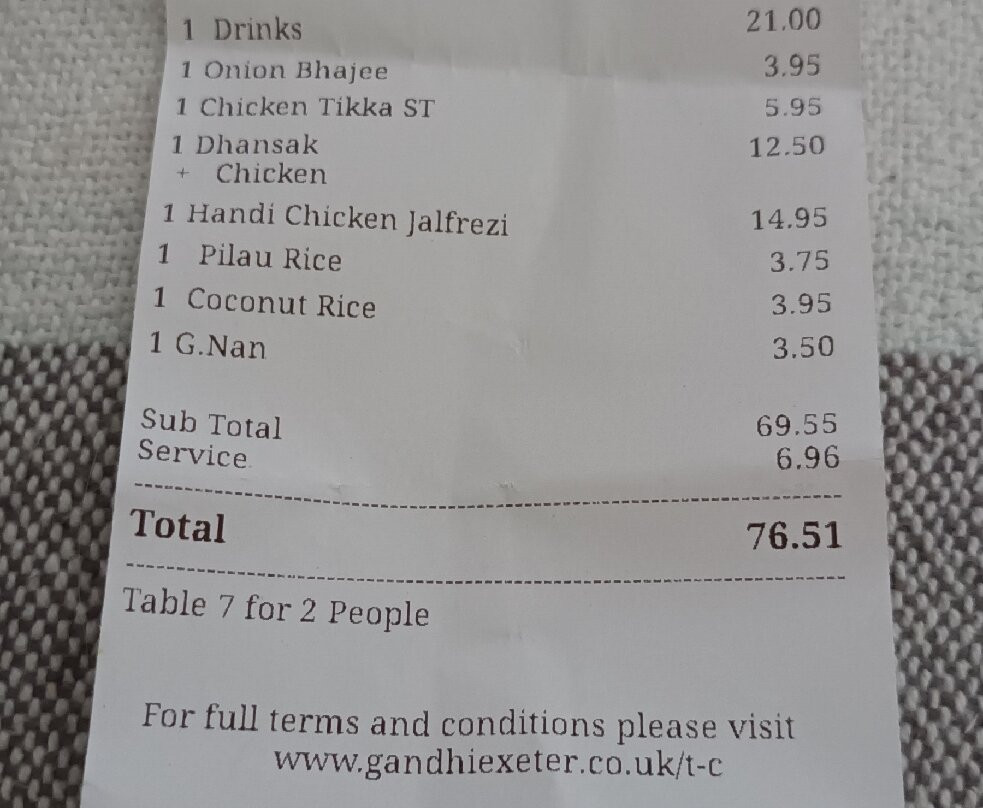 1 Drinks 21.00
1 Onion Bhajee 3.95
1 Chicken Tikka ST 5.95
1 Dhansak 12.50
+ Chicken
1 Handi Chicken Jalfrezi 14.95
1 Pilau Rice 3.75
1 Coconut Rice 3.95
1 G.Nan 3.50
Sub Total 69.55
Service 6.96
Total 76.51
Table 7 for 2 People
For full terms and conditions please visit
www.gandhiexeter.co.uk/t-c